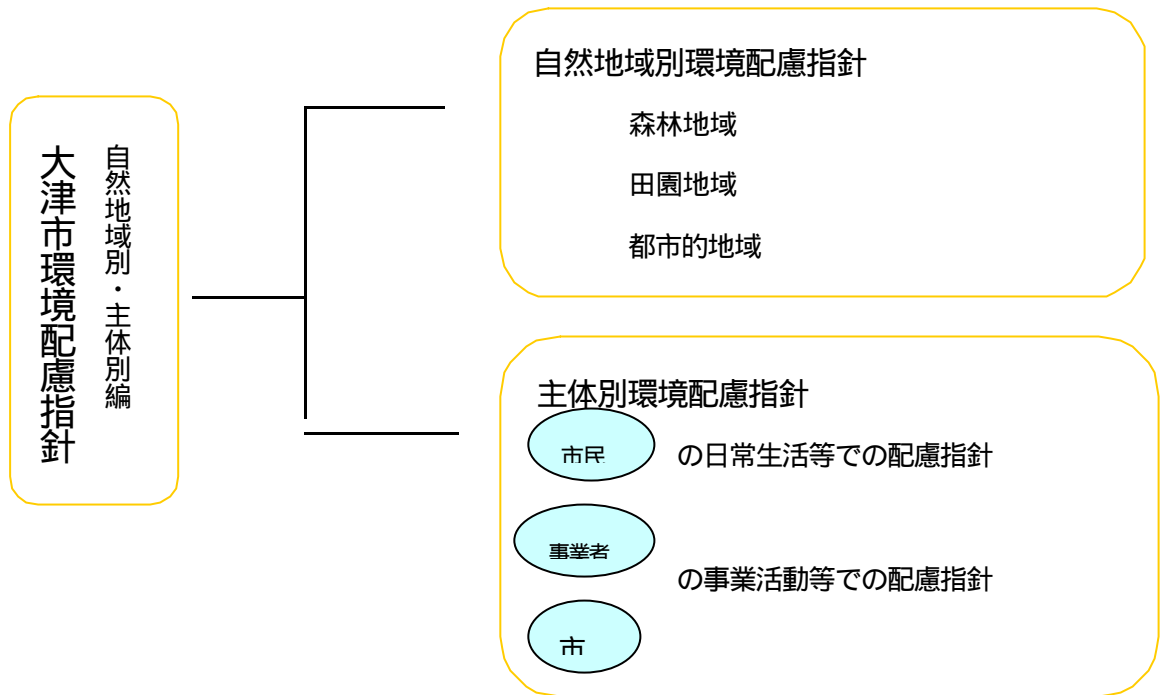 大津市環境配慮指針
自然地域別・主体別編
自然地域別環境配慮指針
森林地域
田園地域
都市的地域
主体別環境配慮指針
市民 の日常生活等での配慮指針
事業者
の事業活動等での配慮指針
市